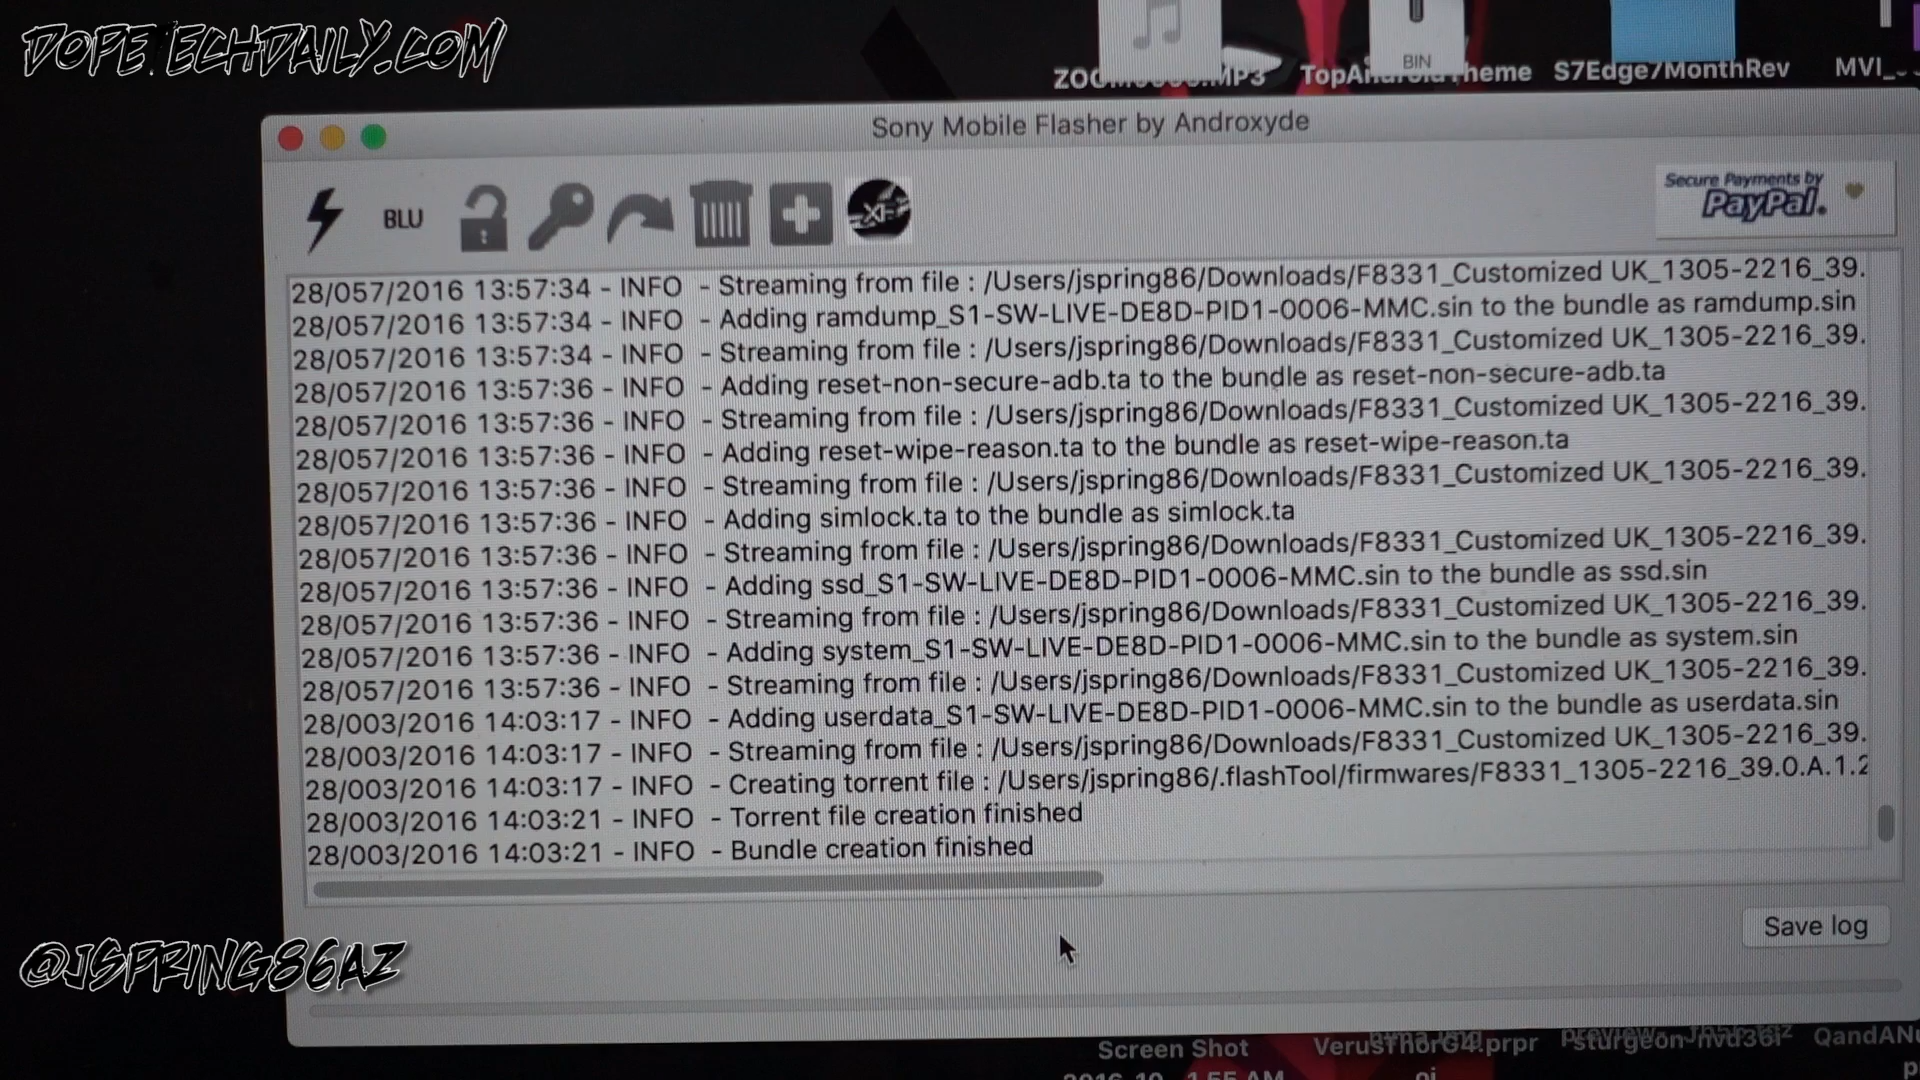 DOPE ECHDAILY.COM
BIN
MP3
S7Edge7MonthRev
Sony Mobile Flasher by Androxyde
BLU
Secure Payments by
PayPal.
28/057/2016 13:57:34 - INFO - Streaming from file : /Users/jspring86/Downloads/F8331_Customized UK_1305-2216_39.
28/057/2016 13:57:34 - INFO - Adding ramdump_S1-SW-LIVE-DE8D-PID1-0006-MMC.sin to the bundle as ramdump.sin
28/057/2016 13:57:34 - INFO - Streaming from file : /Users/jspring86/Downloads/F8331_Customized UK_1305-2216_39.
28/057/2016 13:57:36 - INFO - Adding reset-non-secure-adb.ta to the bundle as reset-non-secure-adb.ta
28/057/2016 13:57:36 - INFO - Streaming from file : /Users/jspring86/Downloads/F8331_Customized UK_1305-2216_39.
28/057/2016 13:57:36 - INFO - Adding reset-wipe-reason.ta to the bundle as reset-wipe-reason.ta
28/057/2016 13:57:36 - INFO - Streaming from file : /Users/jspring86/Downloads/F8331_Customized UK_1305-2216_39.
28/057/2016 13:57:36 - INFO - Adding simlock.ta to the bundle as simlock.ta
28/057/2016 13:57:36 - INFO - Streaming from file : /Users/jspring86/Downloads/F8331_Customized UK_1305-2216_39.
28/057/2016 13:57:36 - INFO - Adding ssd_S1-SW-LIVE-DE8D-PID1-0006-MMC.sin to the bundle as ssd.sin
28/057/2016 13:57:36 - INFO - Streaming from file : /Users/jspring86/Downloads/F8331_Customized UK_1305-2216_39.
28/057/2016 13:57:36 - INFO - Adding system_S1-SW-LIVE-DE8D-PID1-0006-MMC.sin to the bundle as system.sin
28/057/2016 13:57:36 - INFO - Streaming from file : /Users/jspring86/Downloads/F8331_Customized UK_1305-2216_39.
28/003/2016 14:03:17 - INFO - Adding userdata_S1-SW-LIVE-DE8D-PID1-0006-MMC.sin to the bundle as userdata.sin
28/003/2016 14:03:17 - INFO - Streaming from file : /Users/jspring86/Downloads/F8331_Customized UK_1305-2216_39.
28/003/2016 14:03:17 - INFO - Creating torrent file : /Users/jspring86/.flashTool/firmwares/F8331_1305-2216_39.0.A.1.2
28/003/2016 14:03:21 - INFO - Torrent file creation finished
28/003/2016 14:03:21 - INFO - Bundle creation finished
Save log
@JSPRING86AZ
Screen Shot